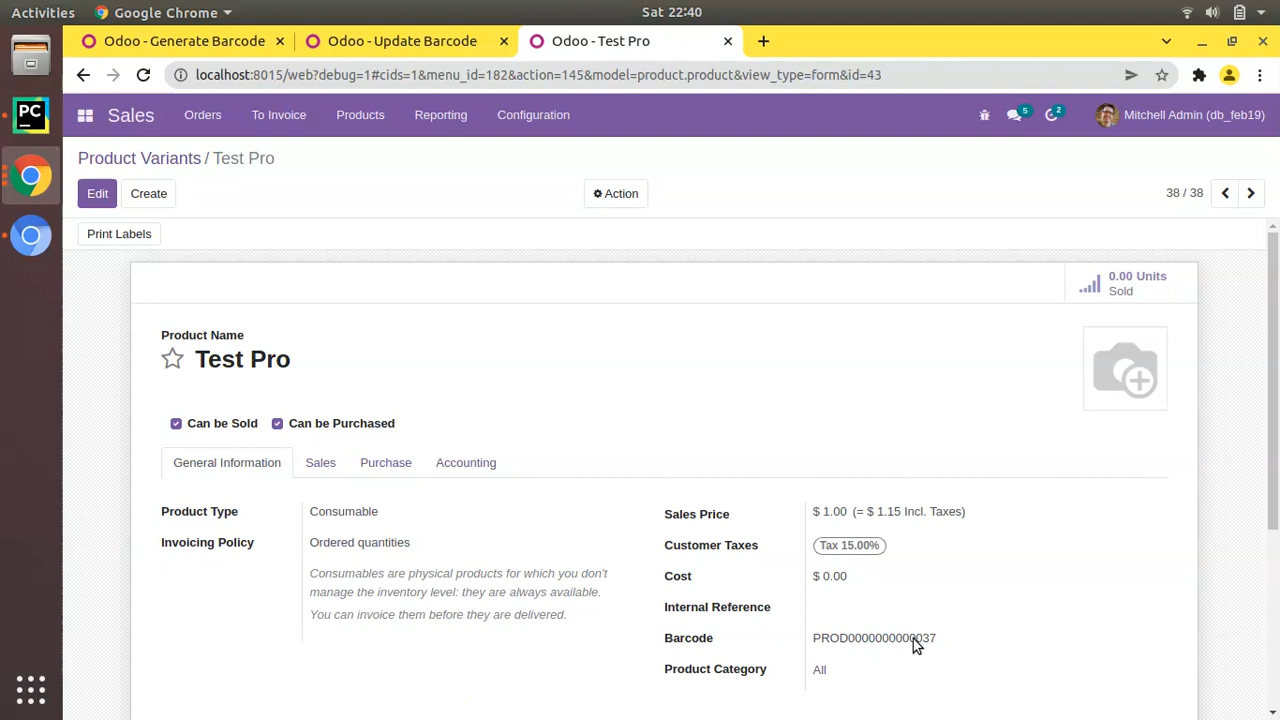 Activities Google Chrome Sat 22:40
Odoo - Generate Barcode Odoo - Update Barcode Odoo - Test Pro
localhost:8015/web?debug=1#cids=1&menu_id=182&action=145&model=product.product&view_type=form&id=43
PC
Sales Orders To Invoice Products Reporting Configuration 5 2 Mitchell Admin (db_feb19)
Product Variants / Test Pro
Edit Create Action 38 / 38
Print Labels
0.00 Units
Sold
Product Name
Test Pro
Can be Sold Can be Purchased
General Information Sales Purchase Accounting
Product Type Consumable
Invoicing Policy Ordered quantities
Consumables are physical products for which you don't
manage the inventory level: they are always available.
You can invoice them before they are delivered.
Sales Price $ 1.00 (= $ 1.15 Incl. Taxes)
Customer Taxes Tax 15.00%
Cost $ 0.00
Internal Reference
Barcode PROD0000000000037
Product Category All